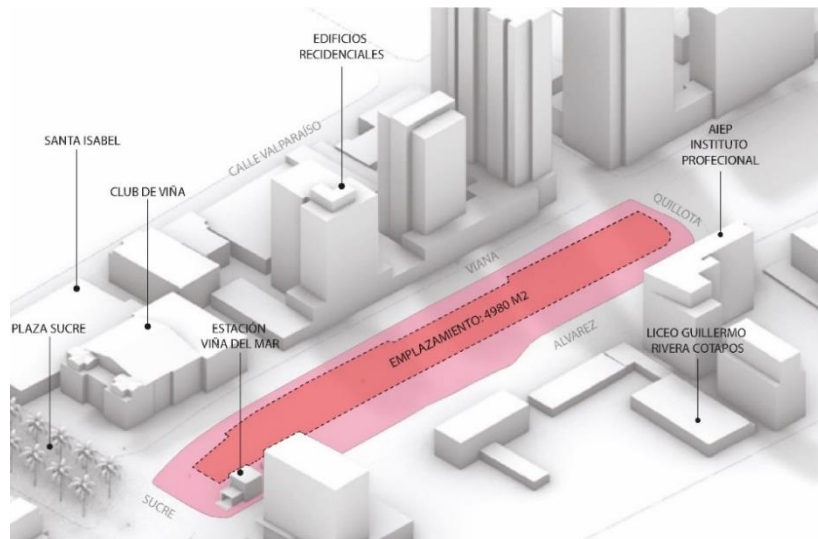 EDIFICIOS
RECIDENCIALES
SANTA ISABEL
CALLE VALPARAÍSO
AIEP
INSTITUTO
PROFECIONAL
CLUB DE VIÑA
QUILLOTA
VIANA
PLAZA SUCRE
ESTACIÓN
VIÑA DEL MAR
EMPLAZAMIENTO: 4980 M2
ALVAREZ
LICEO GUILLERMO
RIVERA COTAPOS
SUCRE